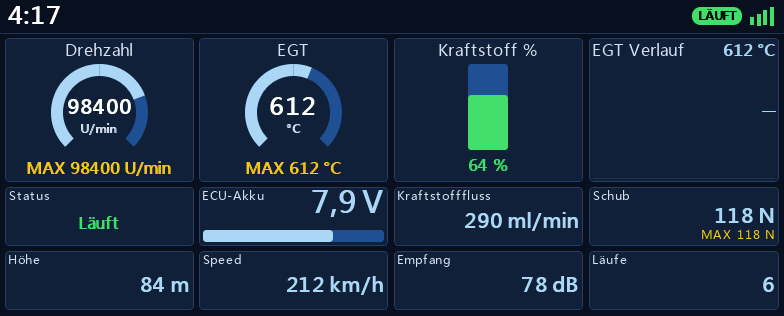 4:17
LÄUFT
Drehzahl
98400
U/min
MAX 98400 U/min
EGT
612
°C
MAX 612 °C
Kraftstoff %
64 %
EGT Verlauf 612 °C
Status
Läuft
ECU-Akku
7,9 V
Kraftstofffluss
290 ml/min
Schub
118 N
MAX 118 N
Höhe
84 m
Speed
212 km/h
Empfang
78 dB
Läufe
6